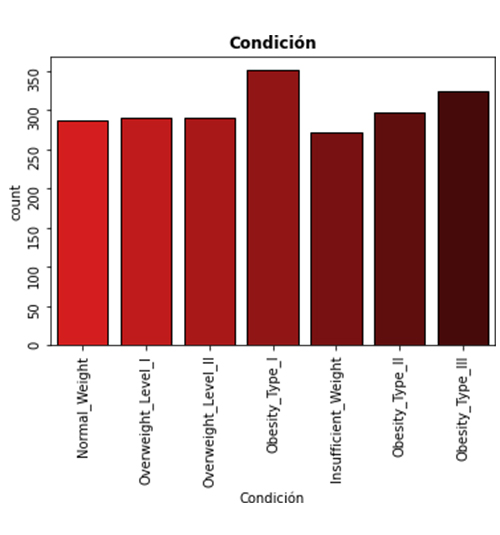 Condición
count
350
300
250
200
150
100
50
0
Normal_Weight
Overweight_Level_I
Overweight_Level_II
Obesity_Type_I
Insufficient_Weight
Obesity_Type_II
Obesity_Type_III
Condición